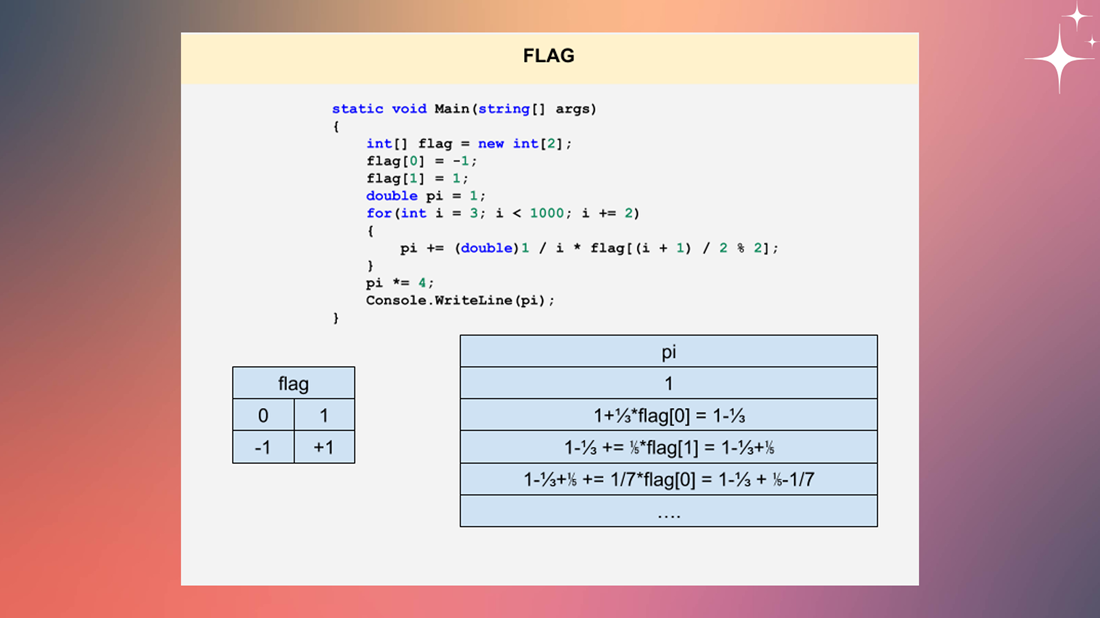 FLAG
static void Main(string[] args)
{
int[] flag = new int[2];
flag[0] = -1;
flag[1] = 1;
double pi = 1;
for(int i = 3; i < 1000; i += 2)
{
pi += (double)1 / i * flag[(i + 1) / 2 % 2];
}
pi *= 4;
Console.WriteLine(pi);
}
pi
1
1+⅓*flag[0] = 1-⅓
1-⅓ += ⅕*flag[1] = 1-⅓+⅕
1-⅓+⅕ += 1/7*flag[0] = 1-⅓ + ⅕-1/7
....
flag
0 1
-1 +1